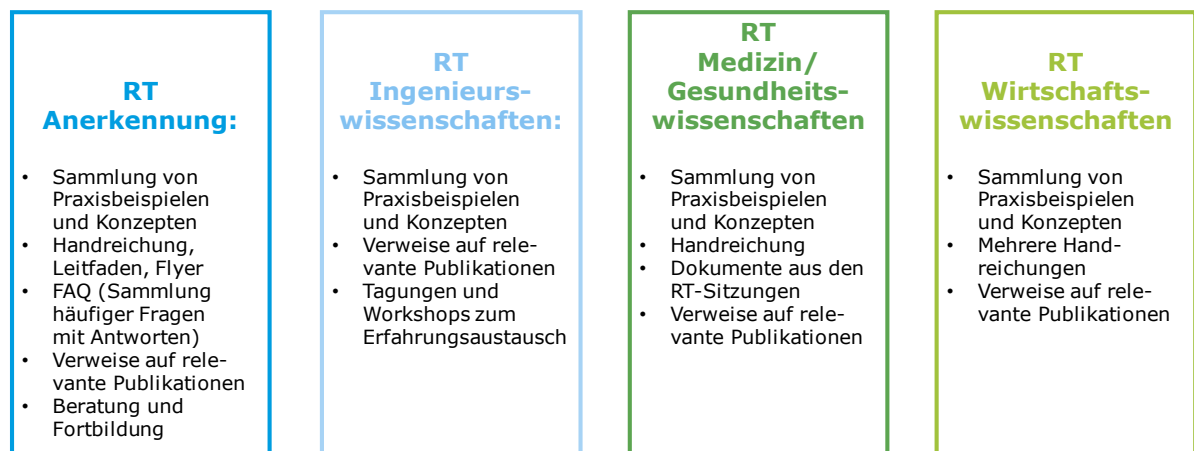 RT
Anerkennung:
• Sammlung von
Praxisbeispielen
und Konzepten
• Handreichung,
Leitfaden, Flyer
• FAQ (Sammlung
häufiger Fragen
mit Antworten)
• Verweise auf rele-
vante Publikationen
• Beratung und
Fortbildung
RT
Ingenieurs-
wissenschaften:
• Sammlung von
Praxisbeispielen
und Konzepten
• Verweise auf rele-
vante Publikationen
• Tagungen und
Workshops zum
Erfahrungsaustausch
RT
Medizin/
Gesundheits-
wissenschaften
• Sammlung von
Praxisbeispielen
und Konzepten
• Handreichung
• Dokumente aus den
RT-Sitzungen
• Verweise auf rele-
vante Publikationen
RT
Wirtschafts-
wissenschaften
• Sammlung von
Praxisbeispielen
und Konzepten
• Mehrere Hand-
reichungen
• Verweise auf rele-
vante Publikationen